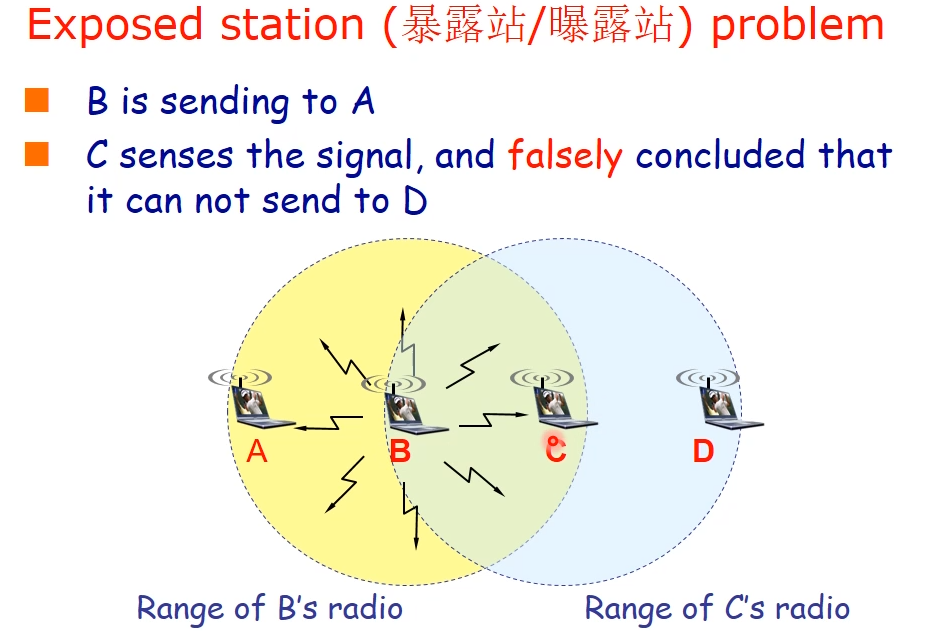 Exposed station (暴露站/曝露站) problem
B is sending to A
C senses the signal, and falsely concluded that
it can not send to D
A
B
C
D
Range of B's radio
Range of C's radio